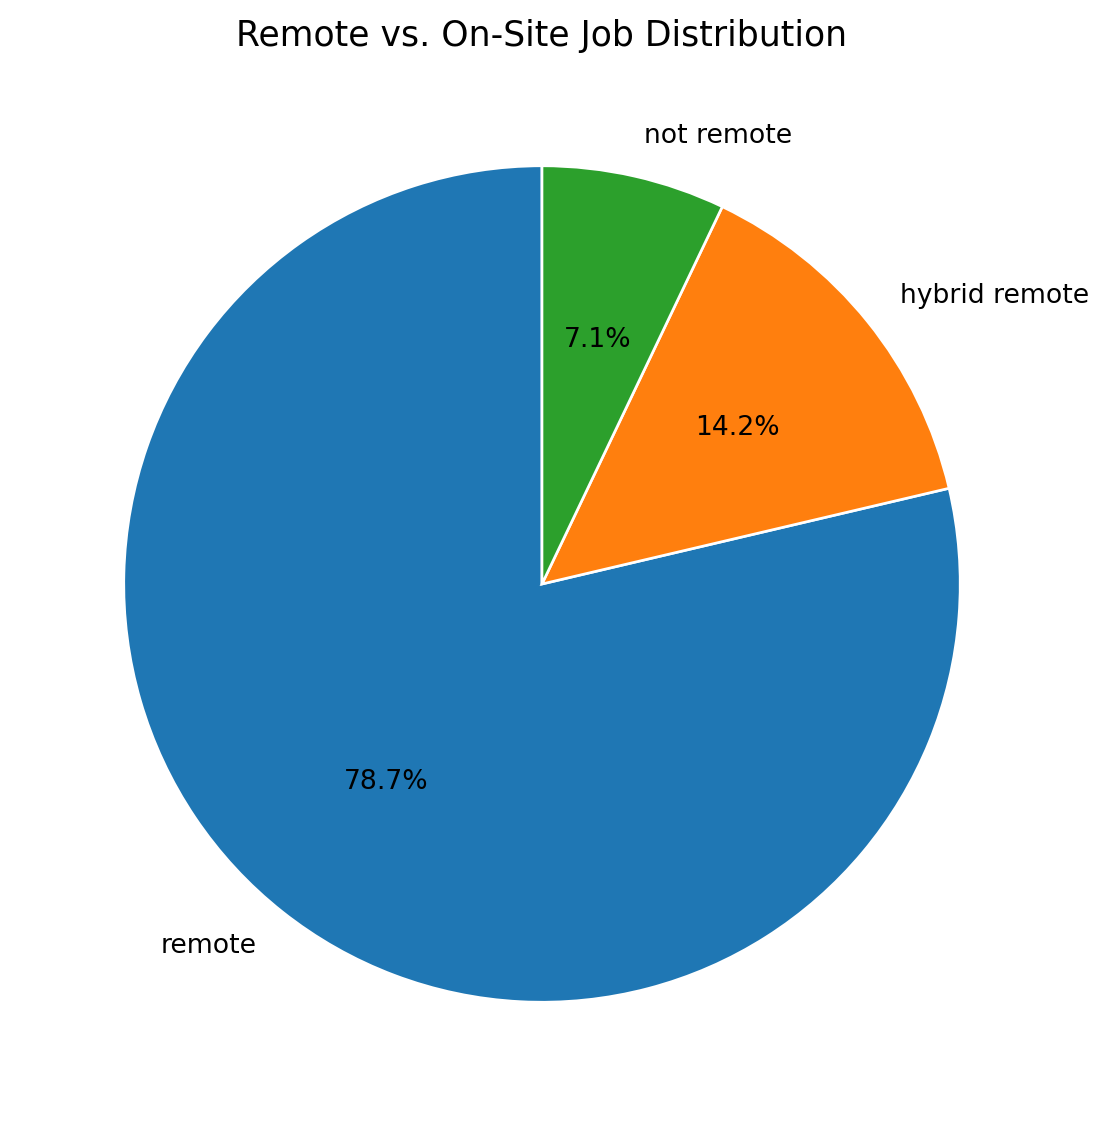 Remote vs. On-Site Job Distribution
not remote
hybrid remote
7.1%
14.2%
78.7%
remote